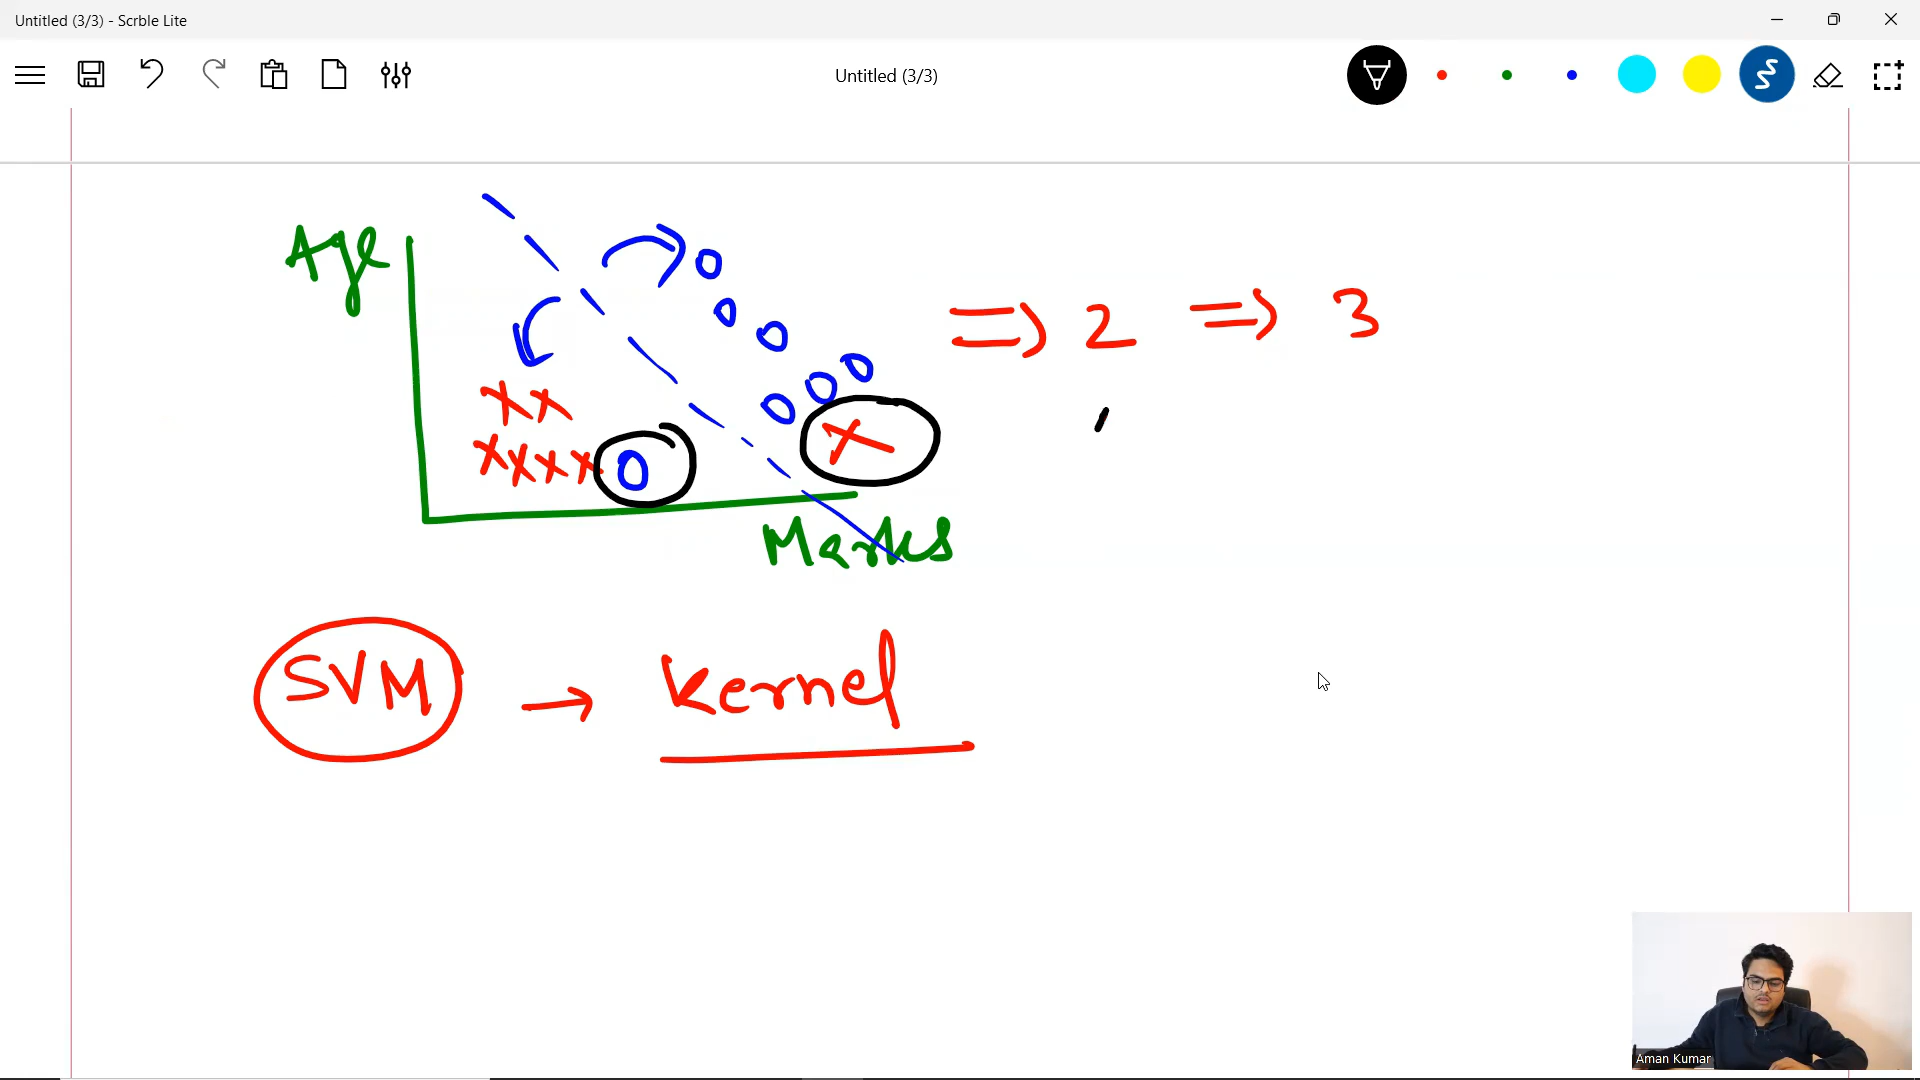 Untitled (3/3) - Scrble Lite
Untitled (3/3)
Age
=> 2 => 3
Marks
SVM → Kernel
Aman Kumar